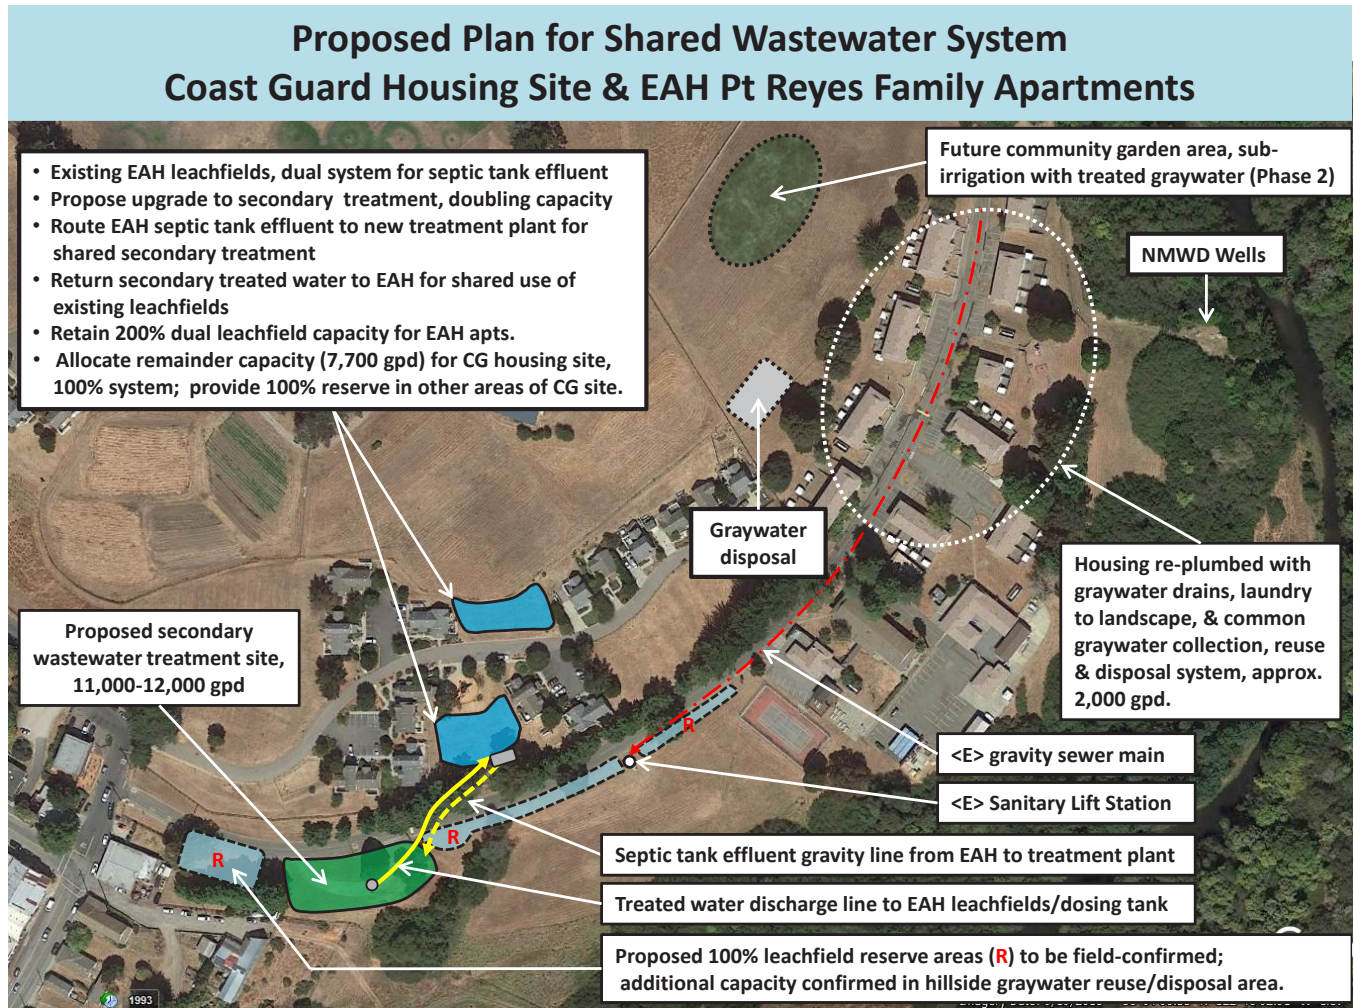 Proposed Plan for Shared Wastewater System
Coast Guard Housing Site & EAH Pt Reyes Family Apartments
• Existing EAH leachfields, dual system for septic tank effluent
• Propose upgrade to secondary treatment, doubling capacity
• Route EAH septic tank effluent to new treatment plant for
shared secondary treatment
• Return secondary treated water to EAH for shared use of
existing leachfields
• Retain 200% dual leachfield capacity for EAH apts.
• Allocate remainder capacity (7,700 gpd) for CG housing site,
100% system; provide 100% reserve in other areas of CG site.
Future community garden area, sub-
irrigation with treated graywater (Phase 2)
NMWD Wells
Graywater
disposal
Housing re-plumbed with
graywater drains, laundry
to landscape, & common
graywater collection, reuse
& disposal system, approx.
2,000 gpd.
Proposed secondary
wastewater treatment site,
11,000-12,000 gpd
R
<E> gravity sewer main
<E> Sanitary Lift Station
R
R
Septic tank effluent gravity line from EAH to treatment plant
Treated water discharge line to EAH leachfields/dosing tank
Proposed 100% leachfield reserve areas (R) to be field-confirmed;
additional capacity confirmed in hillside graywater reuse/disposal area.
1993